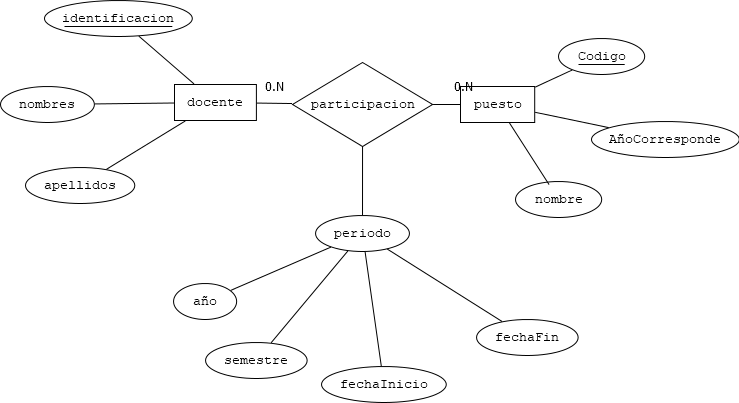 identificacion
Codigo
0.N
0.N
nombres
docente
participacion
puesto
AñoCorresponde
apellidos
nombre
periodo
año
fechaFin
semestre
fechaInicio